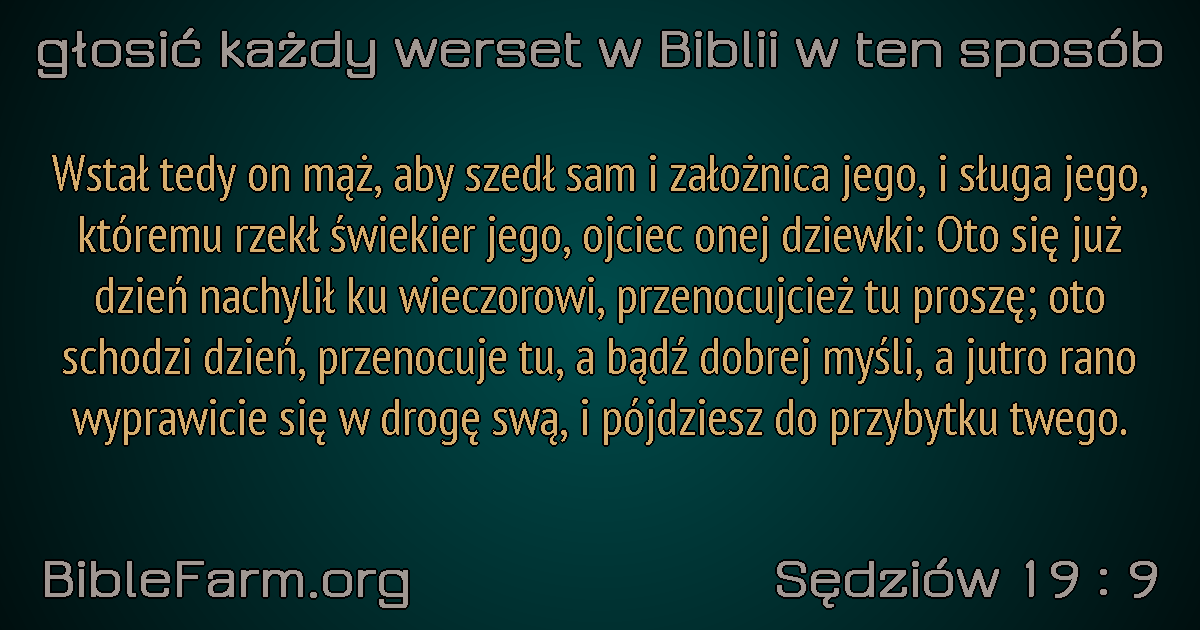 głosić każdy werset w Biblii w ten sposób
Wstał tedy on mąż, aby szedł sam i założnica jego, i sługa jego,
któremu rzekł świekier jego, ojciec onej dziewki: Oto się już
dzień nachylił ku wieczorowi, przenocujcież tu proszę; oto
schodzi dzień, przenocuje tu, a bądź dobrej myśli, a jutro rano
wyprawicie się w drogę swą, i pójdziesz do przybytku twego.
BibleFarm.org
Sędziów 19 : 9